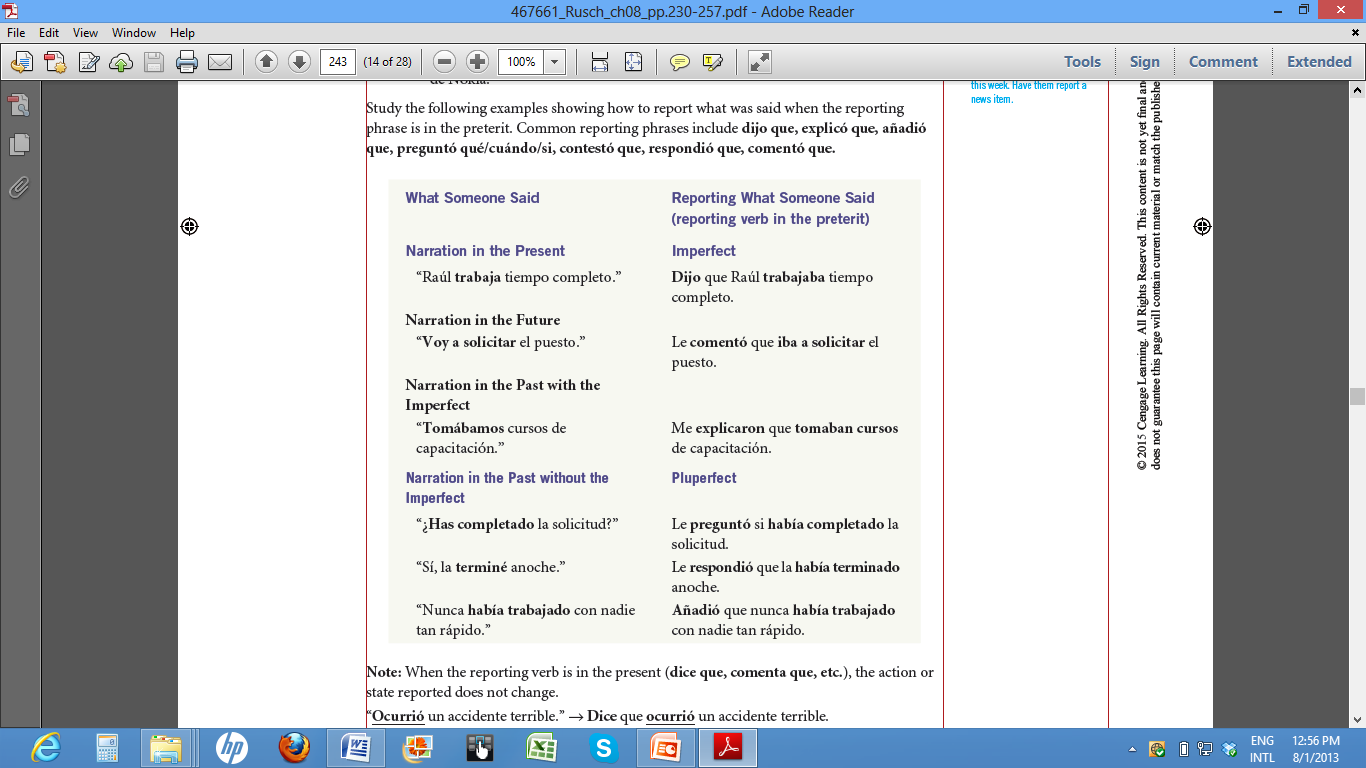 467661_Rusch_ch08_pp.230-257.pdf - Adobe Reader
File Edit View Window Help
243 (14 of 28) 100% Tools Sign Comment Extended
de Nokia.
this week. Have them report a
news item.
Study the following examples showing how to report what was said when the reporting
phrase is in the preterit. Common reporting phrases include dijo que, explicó que, añadió
que, preguntó qué/cuándo/si, contestó que, respondió que, comentó que.
What Someone Said
Reporting What Someone Said
(reporting verb in the preterit)
Narration in the Present
Imperfect
“Raúl trabaja tiempo completo.”
Dijo que Raúl trabajaba tiempo
completo.
Narration in the Future
“Voy a solicitar el puesto.”
Le comentó que iba a solicitar el
puesto.
Narration in the Past with the
Imperfect
“Tomábamos cursos de
capacitación.”
Me explicaron que tomaban cursos
de capacitación.
Narration in the Past without the
Imperfect
Pluperfect
“¿Has completado la solicitud?”
Le preguntó si había completado la
solicitud.
“Sí, la terminé anoche.”
Le respondió que la había terminado
anoche.
“Nunca había trabajado con nadie
tan rápido.”
Añadió que nunca había trabajado
con nadie tan rápido.
Note: When the reporting verb is in the present (dice que, comenta que, etc.), the action or
state reported does not change.
“Ocurrió un accidente terrible.” → Dice que ocurrió un accidente terrible.
© 2015 Cengage Learning. All Rights Reserved. This content is not yet final an
does not guarantee this page will contain current material or match the publishe
hp
ENG 12:56 PM
INTL 8/1/2013